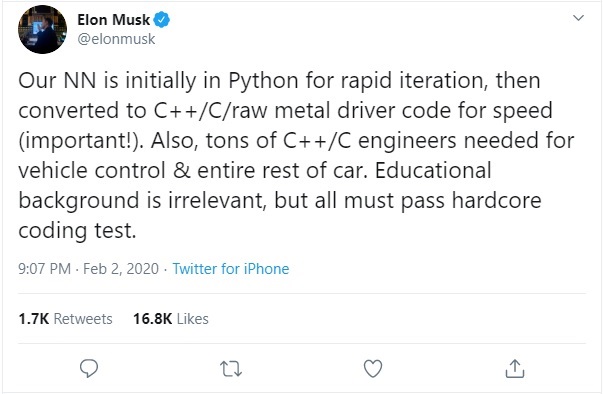 Elon Musk
@elonmusk
Our NN is initially in Python for rapid iteration, then
converted to C++/C/raw metal driver code for speed
(important!). Also, tons of C++/C engineers needed for
vehicle control & entire rest of car. Educational
background is irrelevant, but all must pass hardcore
coding test.
9:07 PM · Feb 2, 2020 · Twitter for iPhone
1.7K Retweets 16.8K Likes